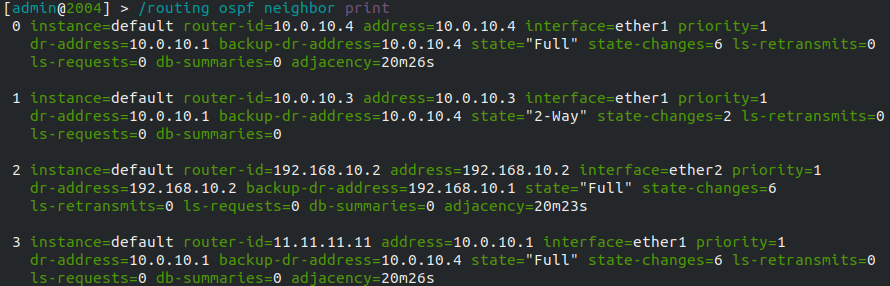 [admin@2004] > /routing ospf neighbor print
0 instance=default router-id=10.0.10.4 address=10.0.10.4 interface=ether1 priority=1
dr-address=10.0.10.1 backup-dr-address=10.0.10.4 state="Full" state-changes=6 ls-retransmits=0
ls-requests=0 db-summaries=0 adjacency=20m26s
1 instance=default router-id=10.0.10.3 address=10.0.10.3 interface=ether1 priority=1
dr-address=10.0.10.1 backup-dr-address=10.0.10.4 state="2-Way" state-changes=2 ls-retransmits=0
ls-requests=0 db-summaries=0
2 instance=default router-id=192.168.10.2 address=192.168.10.2 interface=ether2 priority=1
dr-address=192.168.10.2 backup-dr-address=192.168.10.1 state="Full" state-changes=6
ls-retransmits=0 ls-requests=0 db-summaries=0 adjacency=20m23s
3 instance=default router-id=11.11.11.11 address=10.0.10.1 interface=ether1 priority=1
dr-address=10.0.10.1 backup-dr-address=10.0.10.4 state="Full" state-changes=6 ls-retransmits=0
ls-requests=0 db-summaries=0 adjacency=20m26s